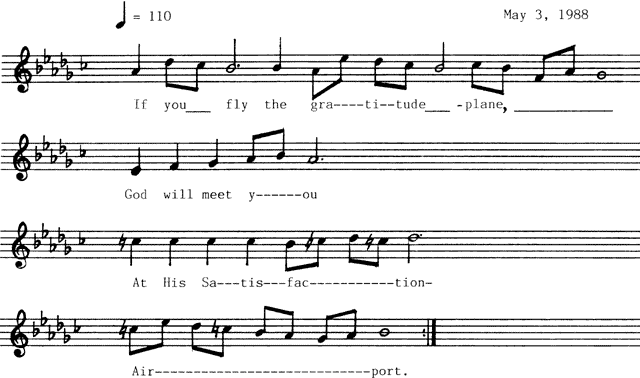 ♩ = 110 May 3, 1988
If you___ fly the gra----ti--tude___ -plane, _____________
God will meet y------ou
At His Sa---tis--fac-----------tion-
Air----------------------------port.